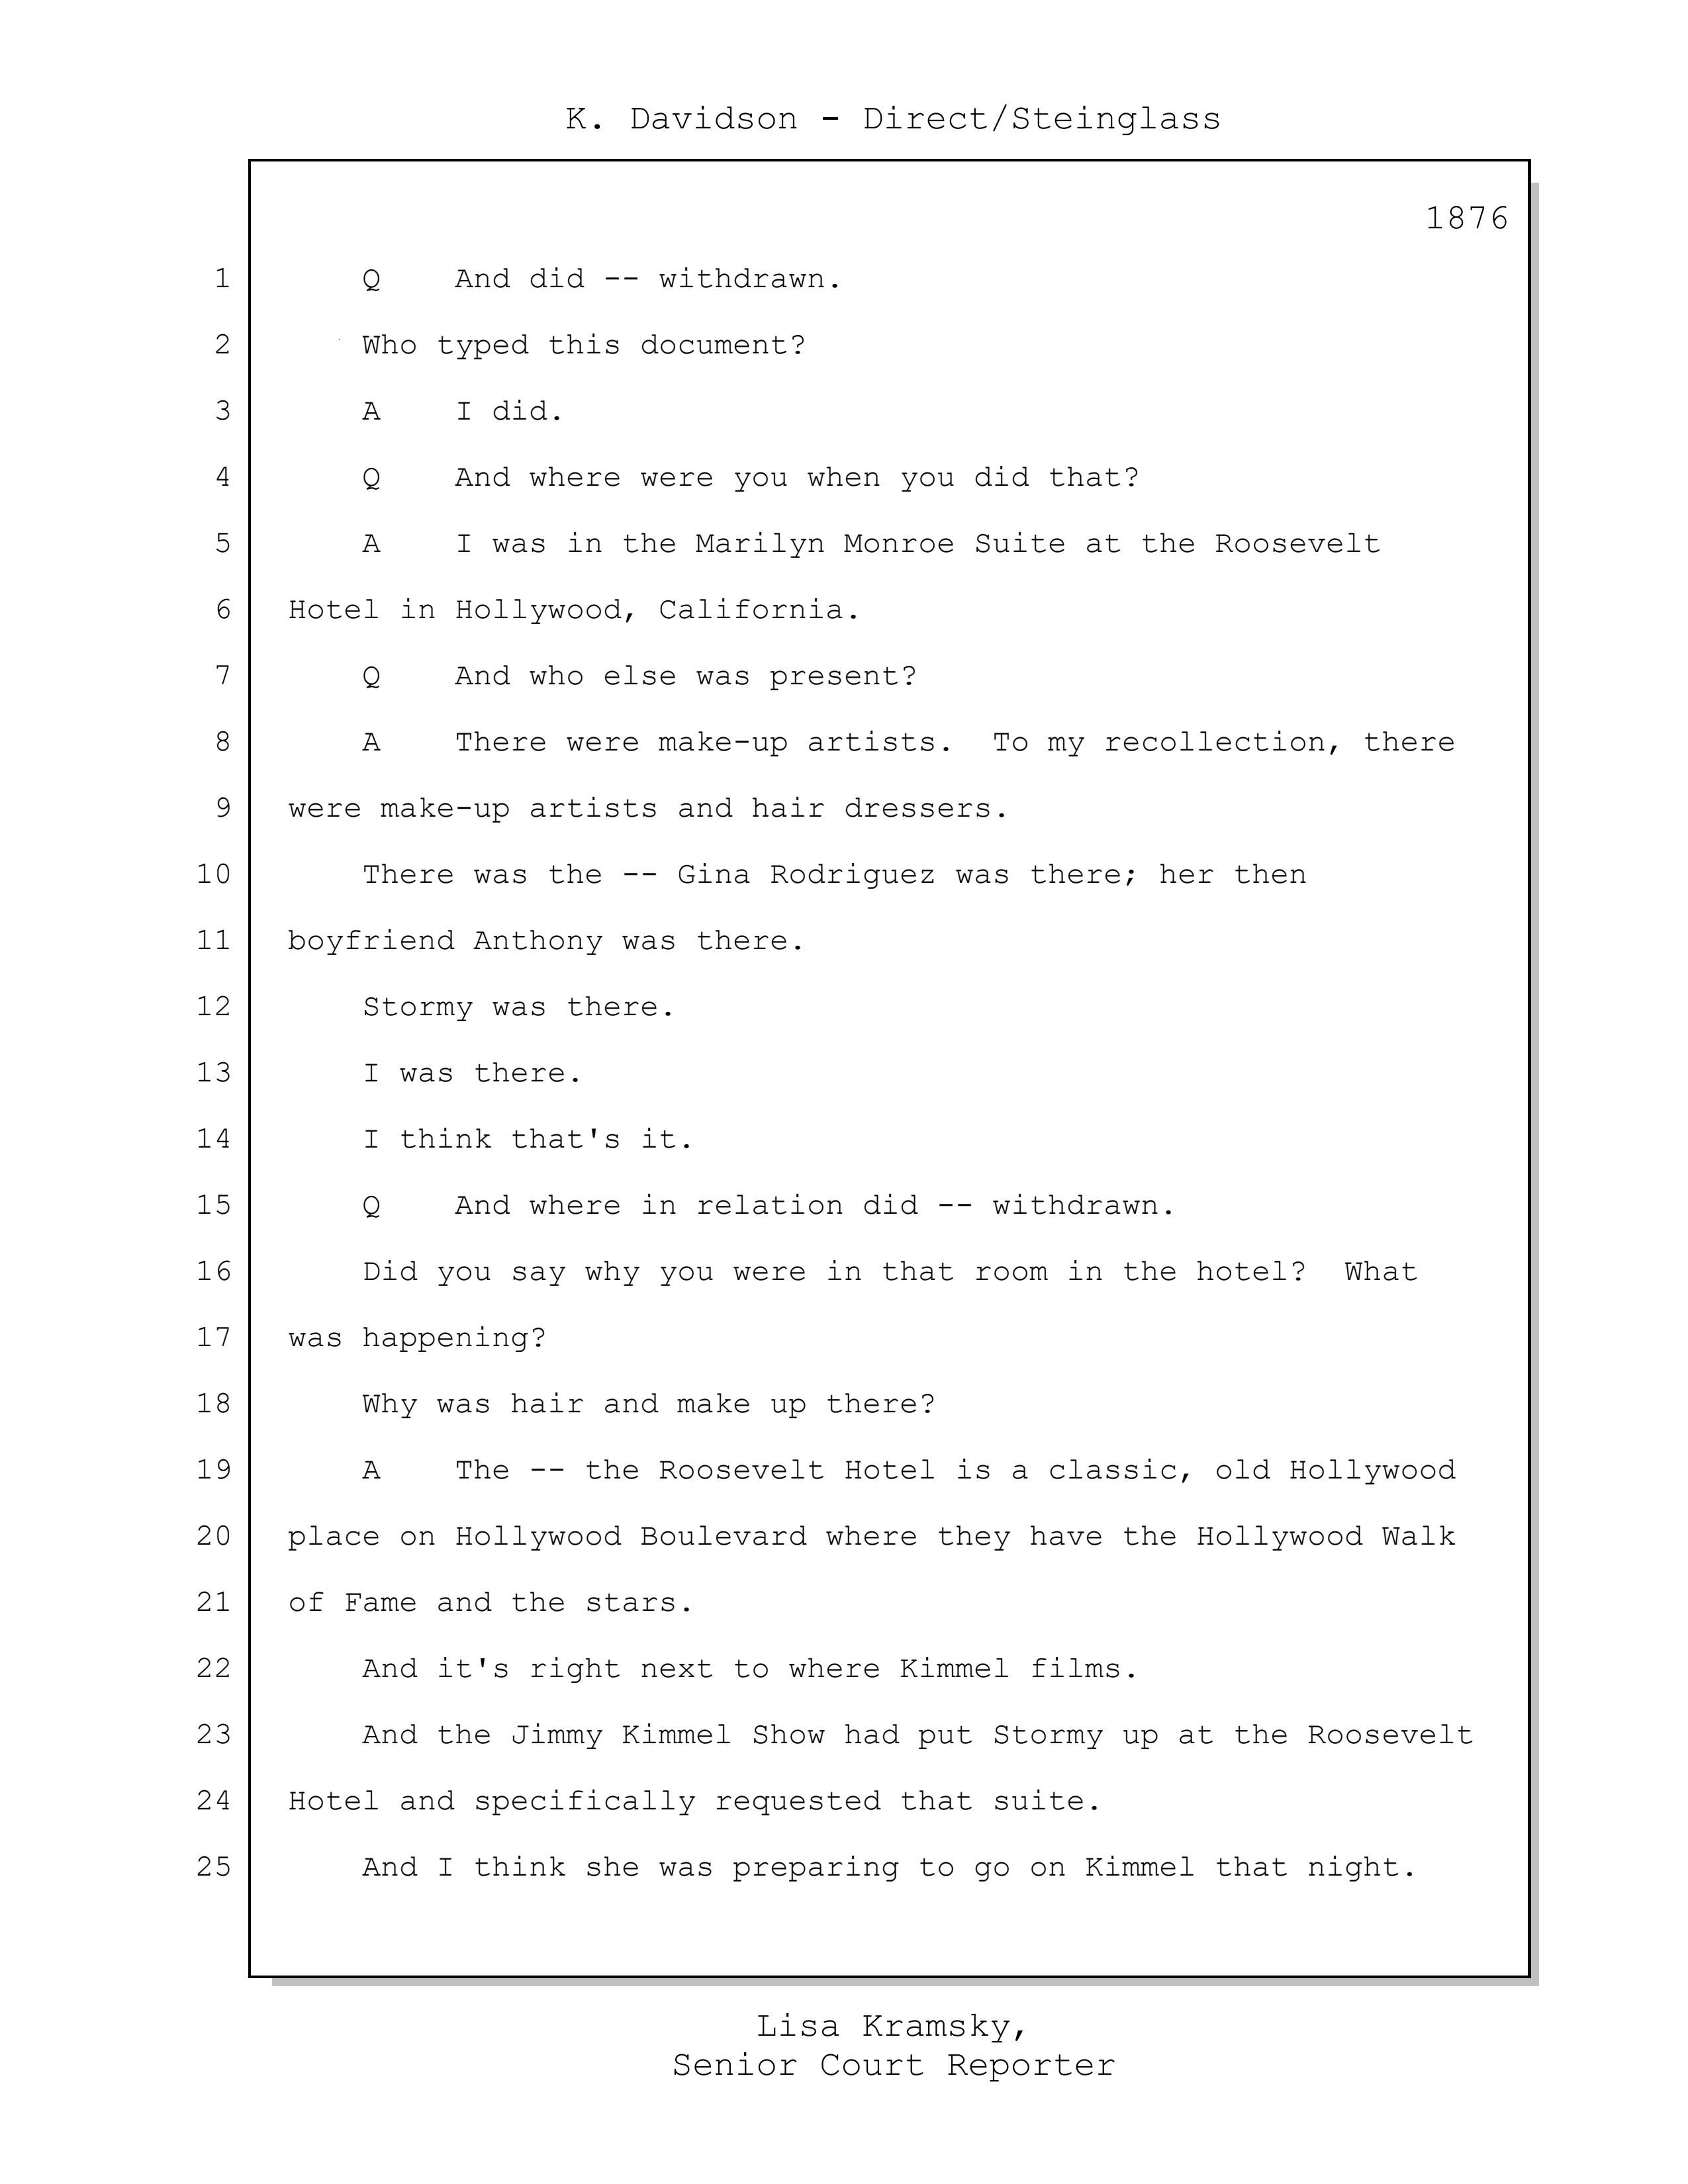 K. Davidson - Direct/Steinglass
1876
1 Q And did -- withdrawn.
2 Who typed this document?
3 A I did.
4 Q And where were you when you did that?
5 A I was in the Marilyn Monroe Suite at the Roosevelt
6 Hotel in Hollywood, California.
7 Q And who else was present?
8 A There were make-up artists.  To my recollection, there
9 were make-up artists and hair dressers.
10 There was the -- Gina Rodriguez was there; her then
11 boyfriend Anthony was there.
12 Stormy was there.
13 I was there.
14 I think that's it.
15 Q And where in relation did -- withdrawn.
16 Did you say why you were in that room in the hotel?  What
17 was happening?
18 Why was hair and make up there?
19 A The -- the Roosevelt Hotel is a classic, old Hollywood
20 place on Hollywood Boulevard where they have the Hollywood Walk
21 of Fame and the stars.
22 And it's right next to where Kimmel films.
23 And the Jimmy Kimmel Show had put Stormy up at the Roosevelt
24 Hotel and specifically requested that suite.
25 And I think she was preparing to go on Kimmel that night.
Lisa Kramsky,
Senior Court Reporter